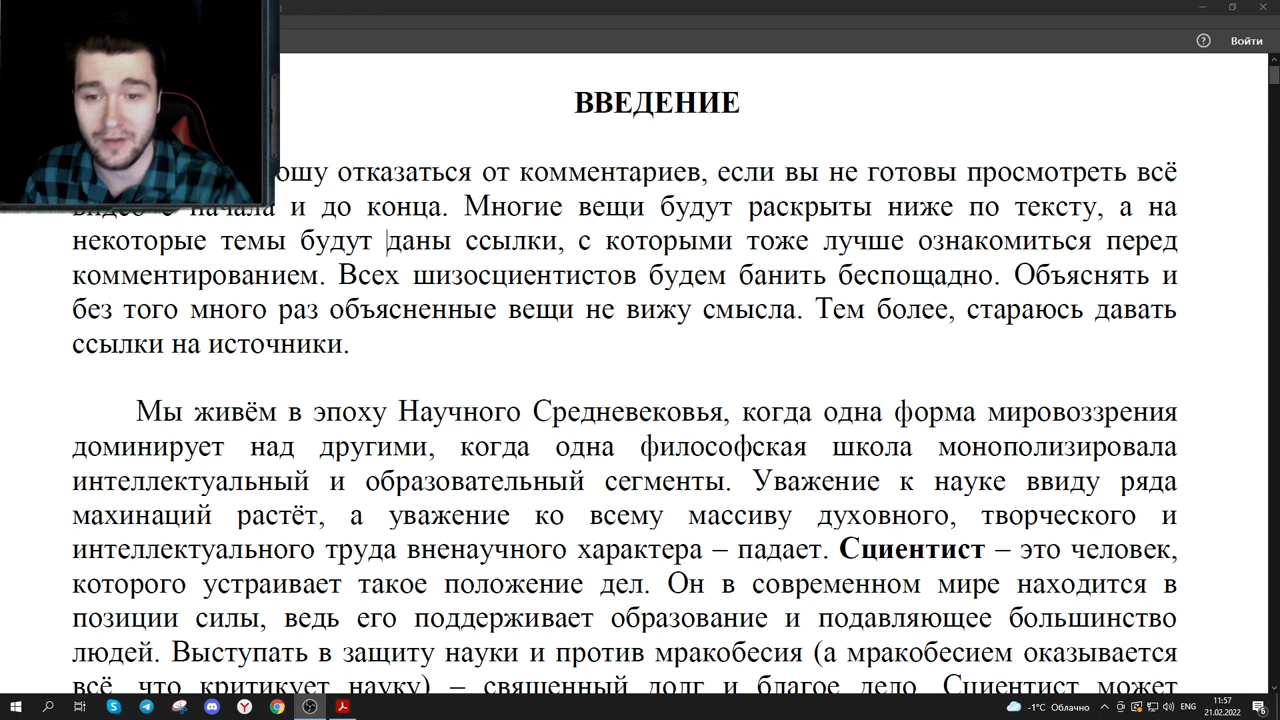 Войти
ВВЕДЕНИЕ
отказаться от комментариев, если вы не готовы просмотреть всё
видео с начала и до конца. Многие вещи будут раскрыты ниже по тексту, а на
некоторые темы будут даны ссылки, с которыми тоже лучше ознакомиться перед
комментированием. Всех шизосциентистов будем банить беспощадно. Объяснять и
без того много раз объясненные вещи не вижу смысла. Тем более, стараюсь давать
ссылки на источники.
Мы живём в эпоху Научного Средневековья, когда одна форма мировоззрения
доминирует над другими, когда одна философская школа монополизировала
интеллектуальный и образовательный сегменты. Уважение к науке ввиду ряда
махинаций растёт, а уважение ко всему массиву духовного, творческого и
интеллектуального труда вненаучного характера – падает. Сциентист – это человек,
которого устраивает такое положение дел. Он в современном мире находится в
позиции силы, ведь его поддерживает образование и подавляющее большинство
людей. Выступать в защиту науки и против мракобесия (а мракобесием оказывается
всё, что критикует науку) – священный долг и благое дело. Сциентист может
-1°C Облачно
ENG
11:57
21.02.2022
6